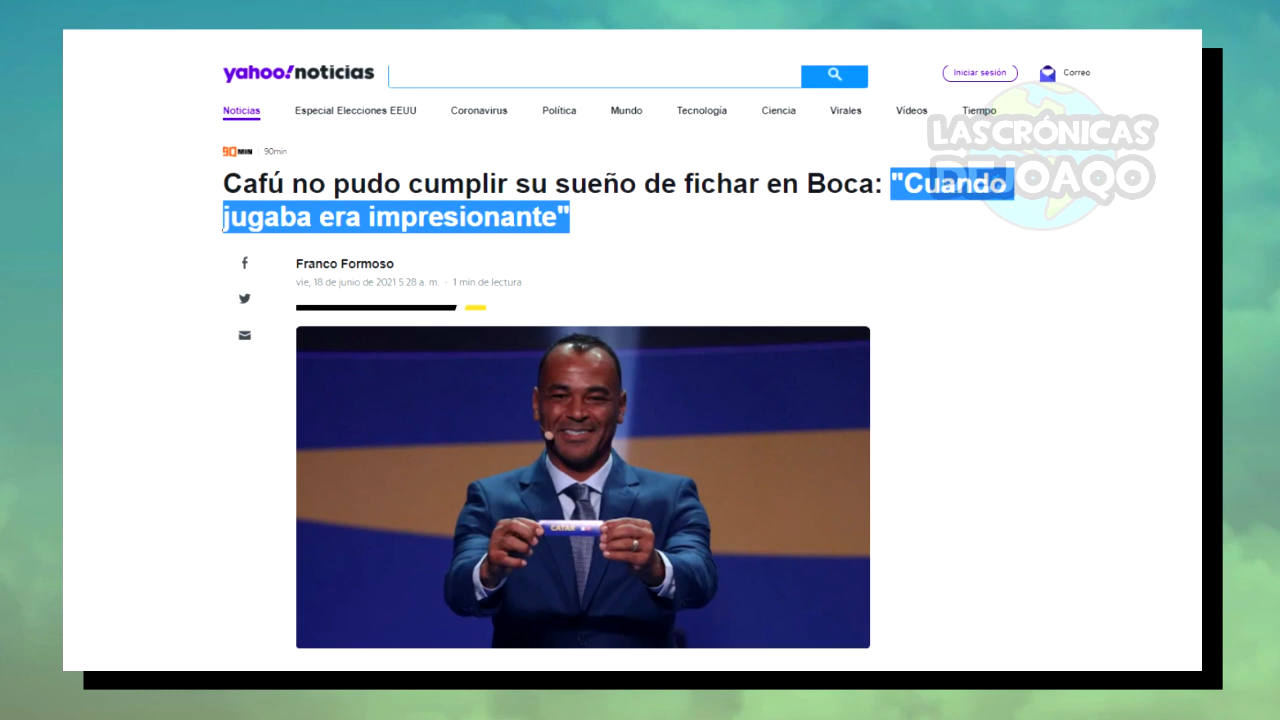 yahoo!noticias
Iniciar sesión
Correo
Noticias Especial Elecciones EEUU Coronavirus Política Mundo Tecnología Ciencia Virales Vídeos Tiempo
LAS CRÓNICAS
DE JOAQO
90MIN | 90min
Cafú no pudo cumplir su sueño de fichar en Boca: "Cuando
jugaba era impresionante"
Franco Formoso
vie, 18 de junio de 2021 5:28 a. m. · 1 min de lectura
CATAR